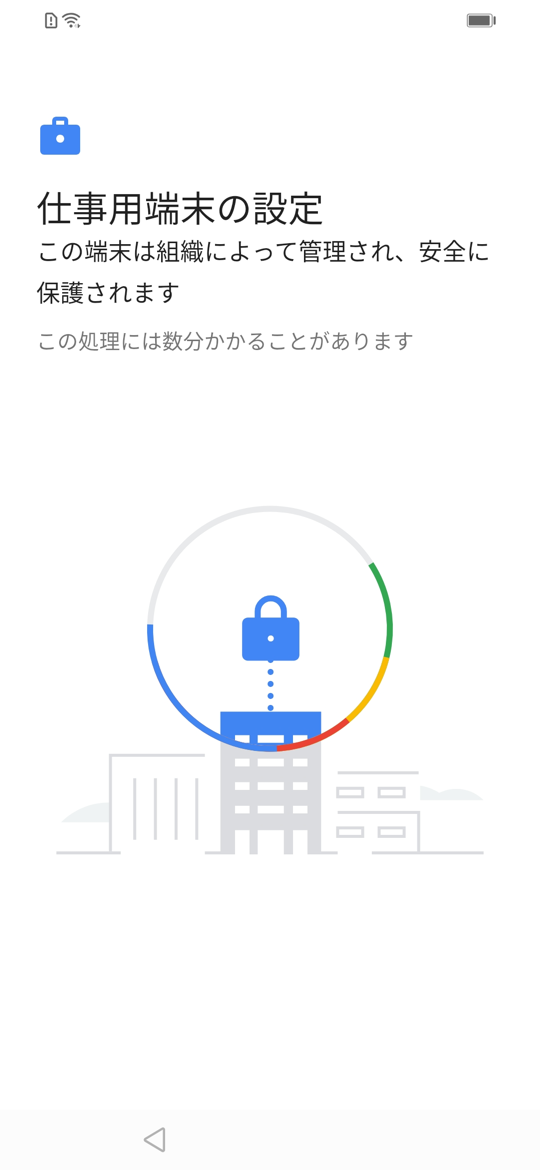 仕事用端末の設定
この端末は組織によって管理され、安全に
保護されます
この処理には数分かかることがあります